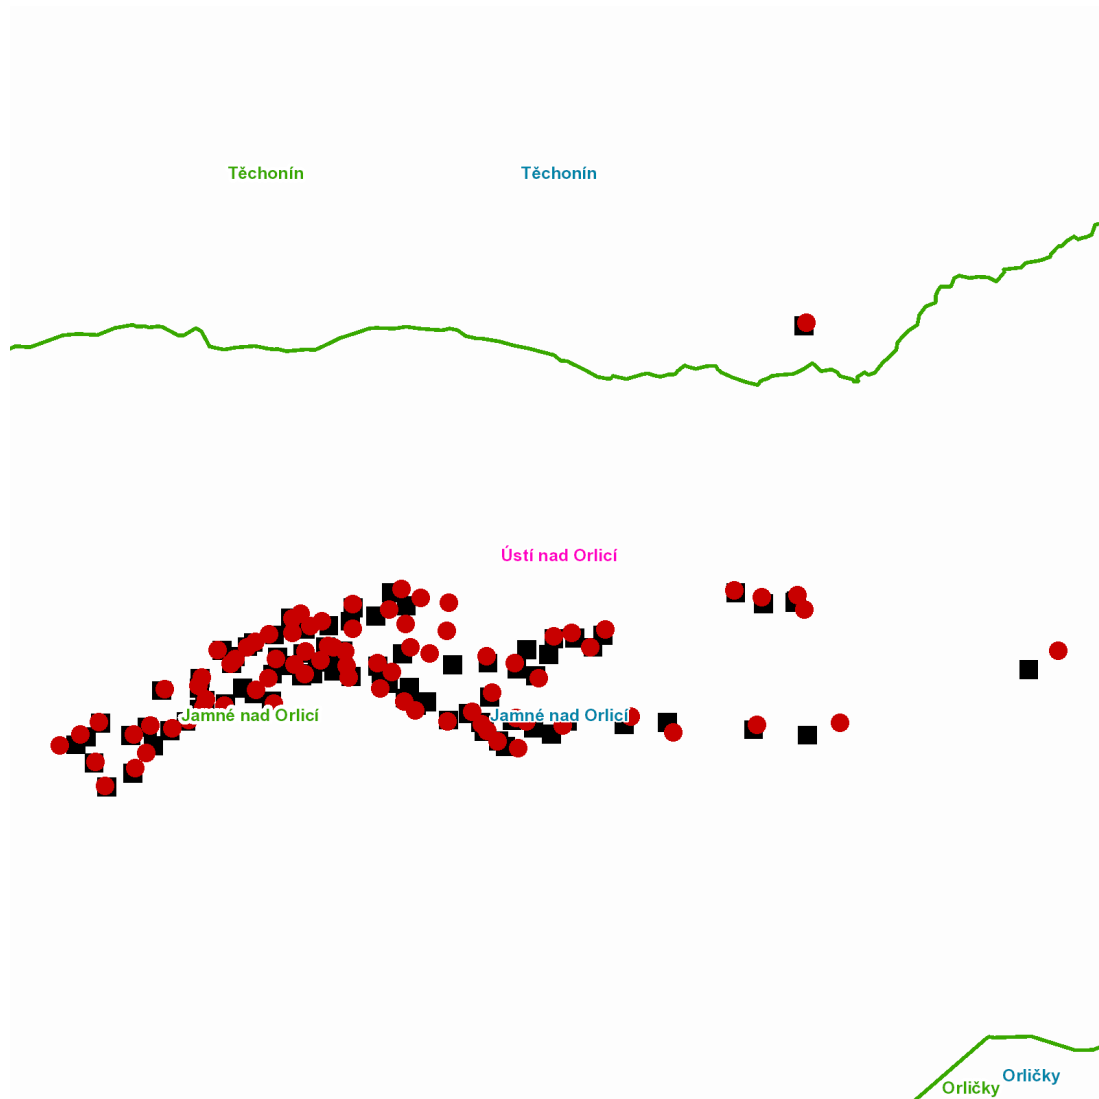 Těchonín
Těchonín
Ústí nad Orlicí
Jamné nad Orlicí
Jamné nad Orlicí
Orličky
Orličky